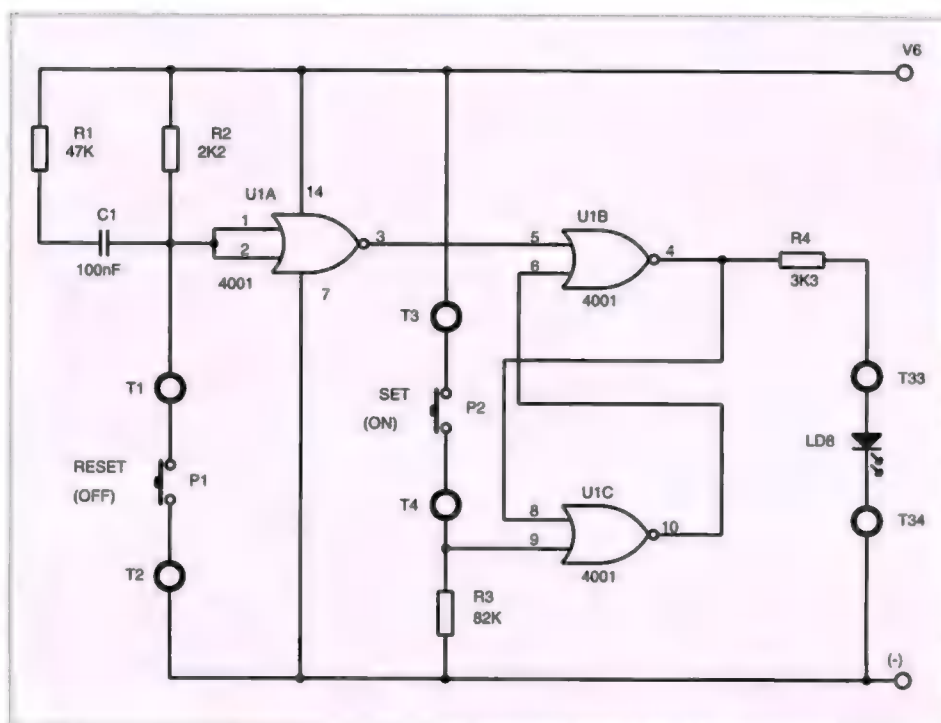 V6
R1
47K
R2
2K2
C1
100nF
U1A
14
1
2
3
4001
7
T1
RESET
(OFF)
P1
T2
T3
SET
(ON)
P2
T4
R3
82K
U1B
5
6
4
4001
U1C
8
9
10
4001
R4
3K3
T33
LD8
T34
(-)